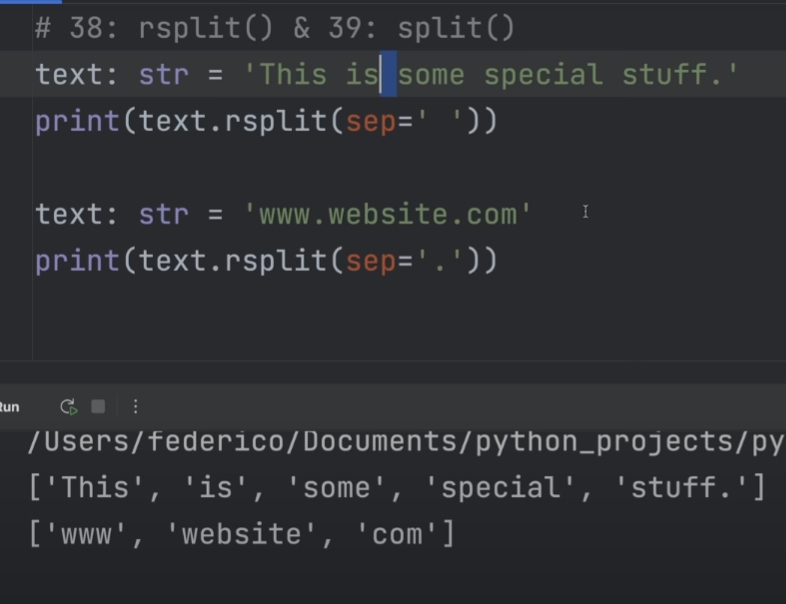 # 38: rsplit() & 39: split()
text: str = 'This is some special stuff.'
print(text.rsplit(sep=' '))
text: str = 'www.website.com'
print(text.rsplit(sep='.'))
Run
/Users/federico/Documents/python_projects/py
['This', 'is', 'some', 'special', 'stuff.']
['www', 'website', 'com']